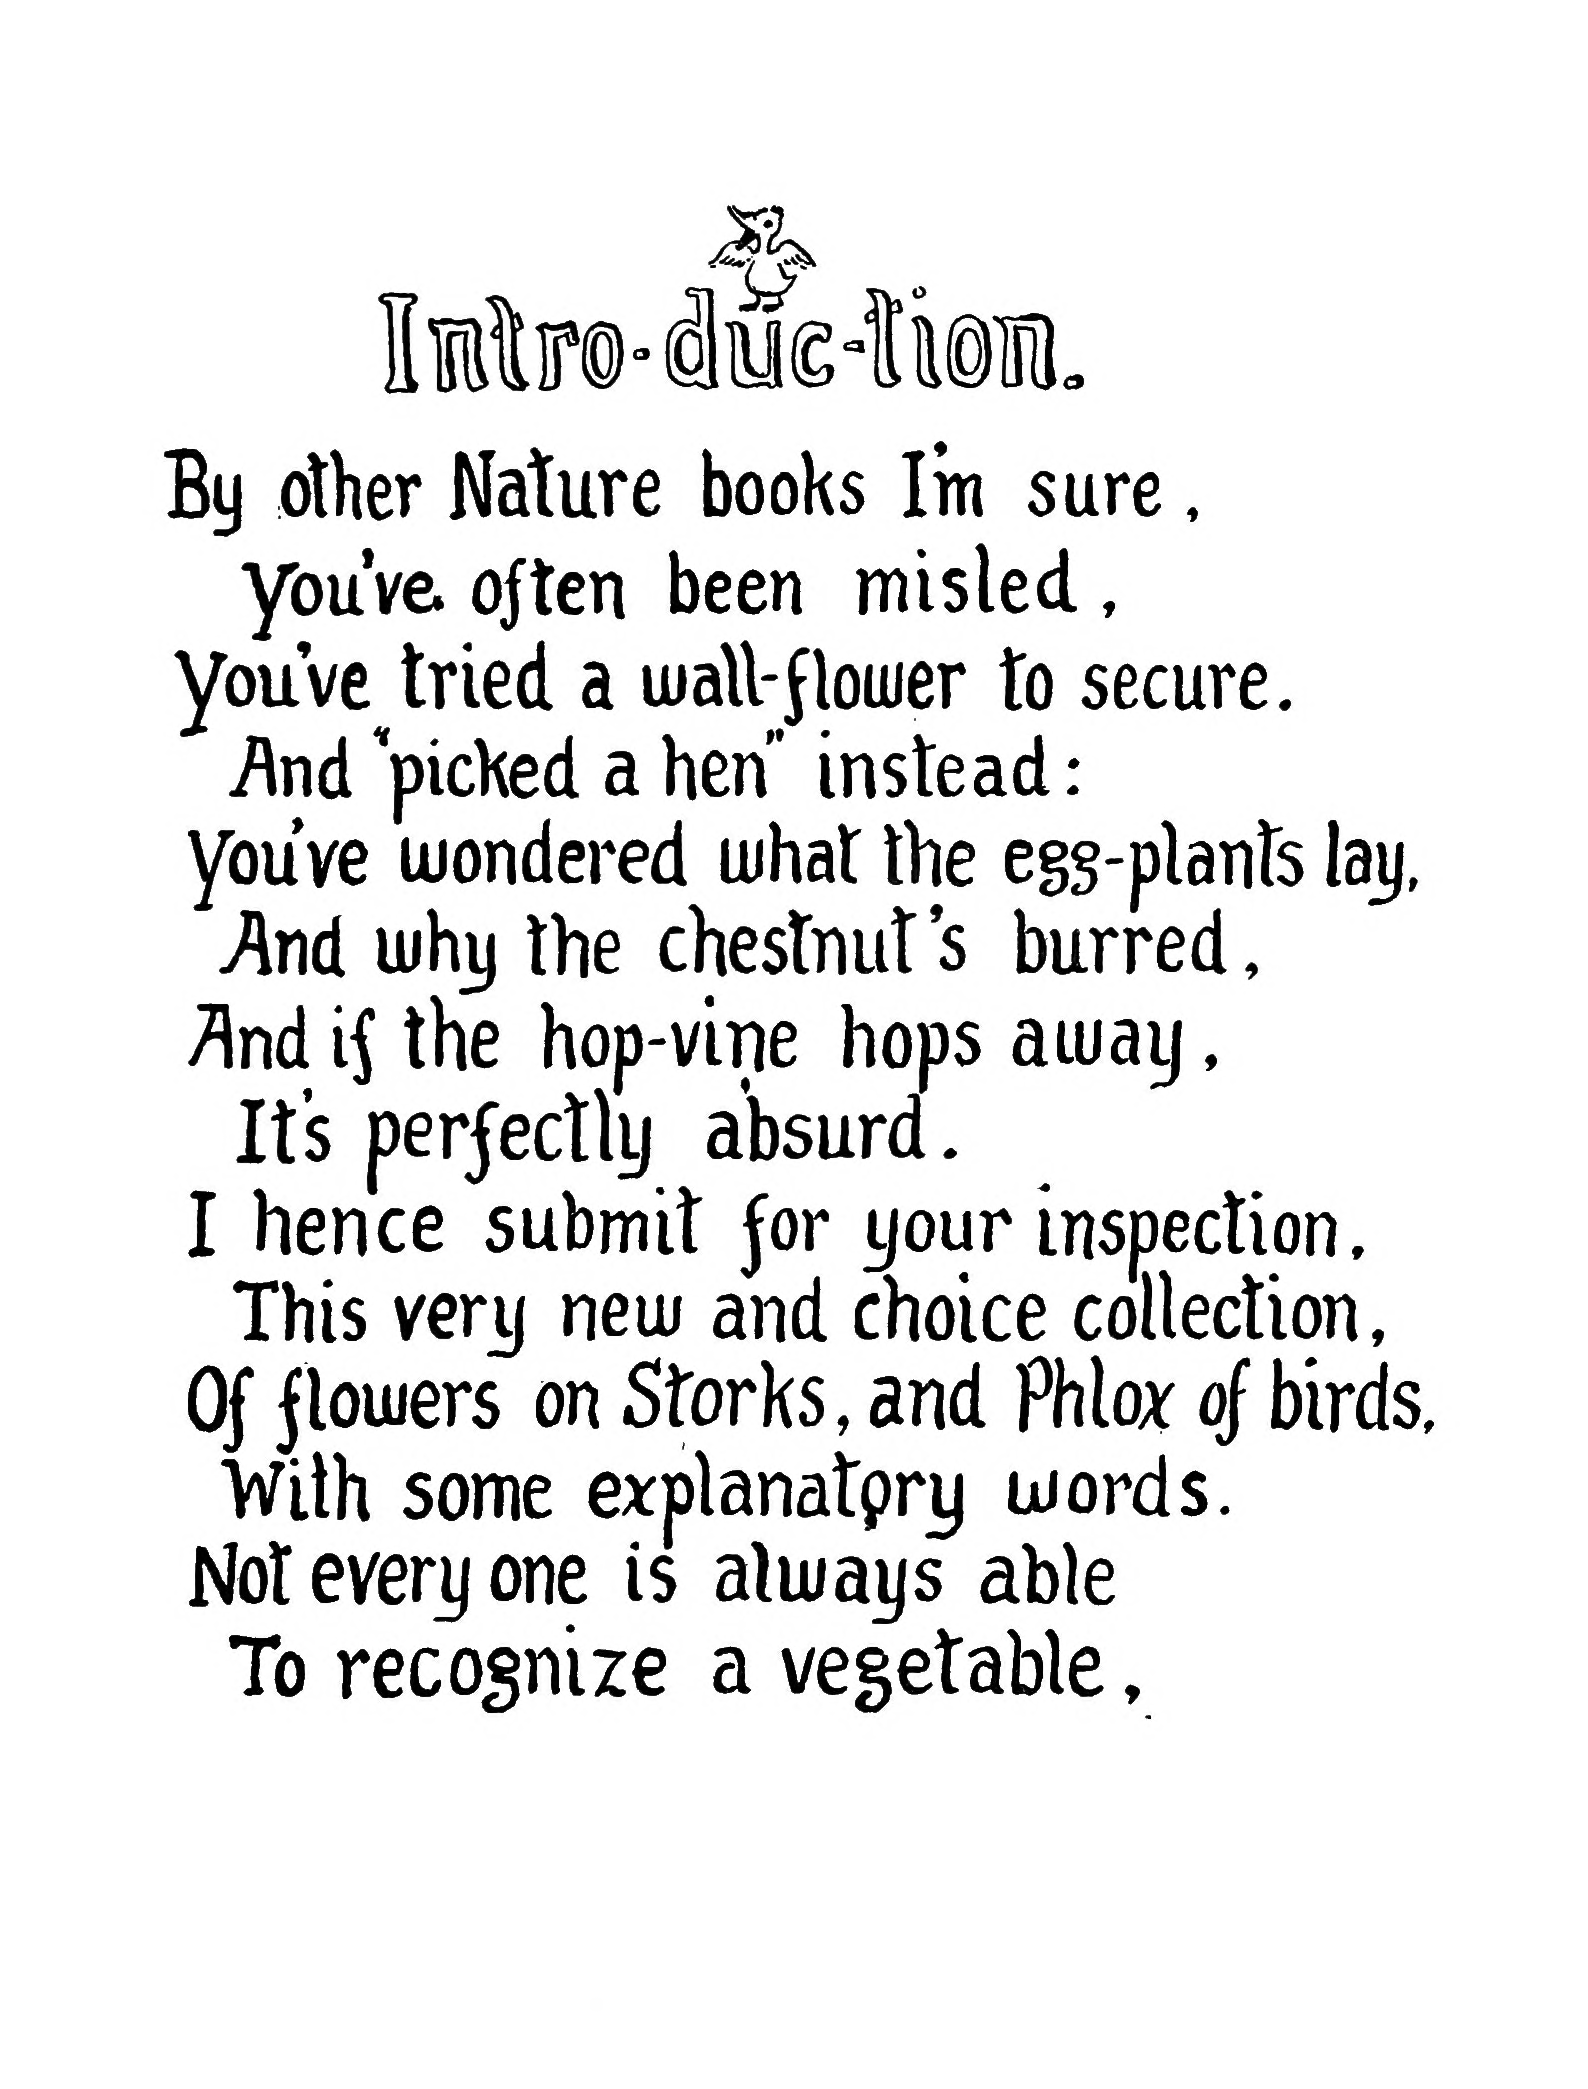 Intro-duc-tion.
By other Nature books I'm sure,
You've often been misled,
You've tried a wall-flower to secure.
And "picked a hen" instead:
You've wondered what the egg-plants lay,
And why the chestnut's burred,
And if the hop-vine hops away,
It's perfectly absurd.
I hence submit for your inspection,
This very new and choice collection,
Of flowers on Storks, and Phlox of birds,
With some explanatory words.
Not every one is always able
To recognize a vegetable,